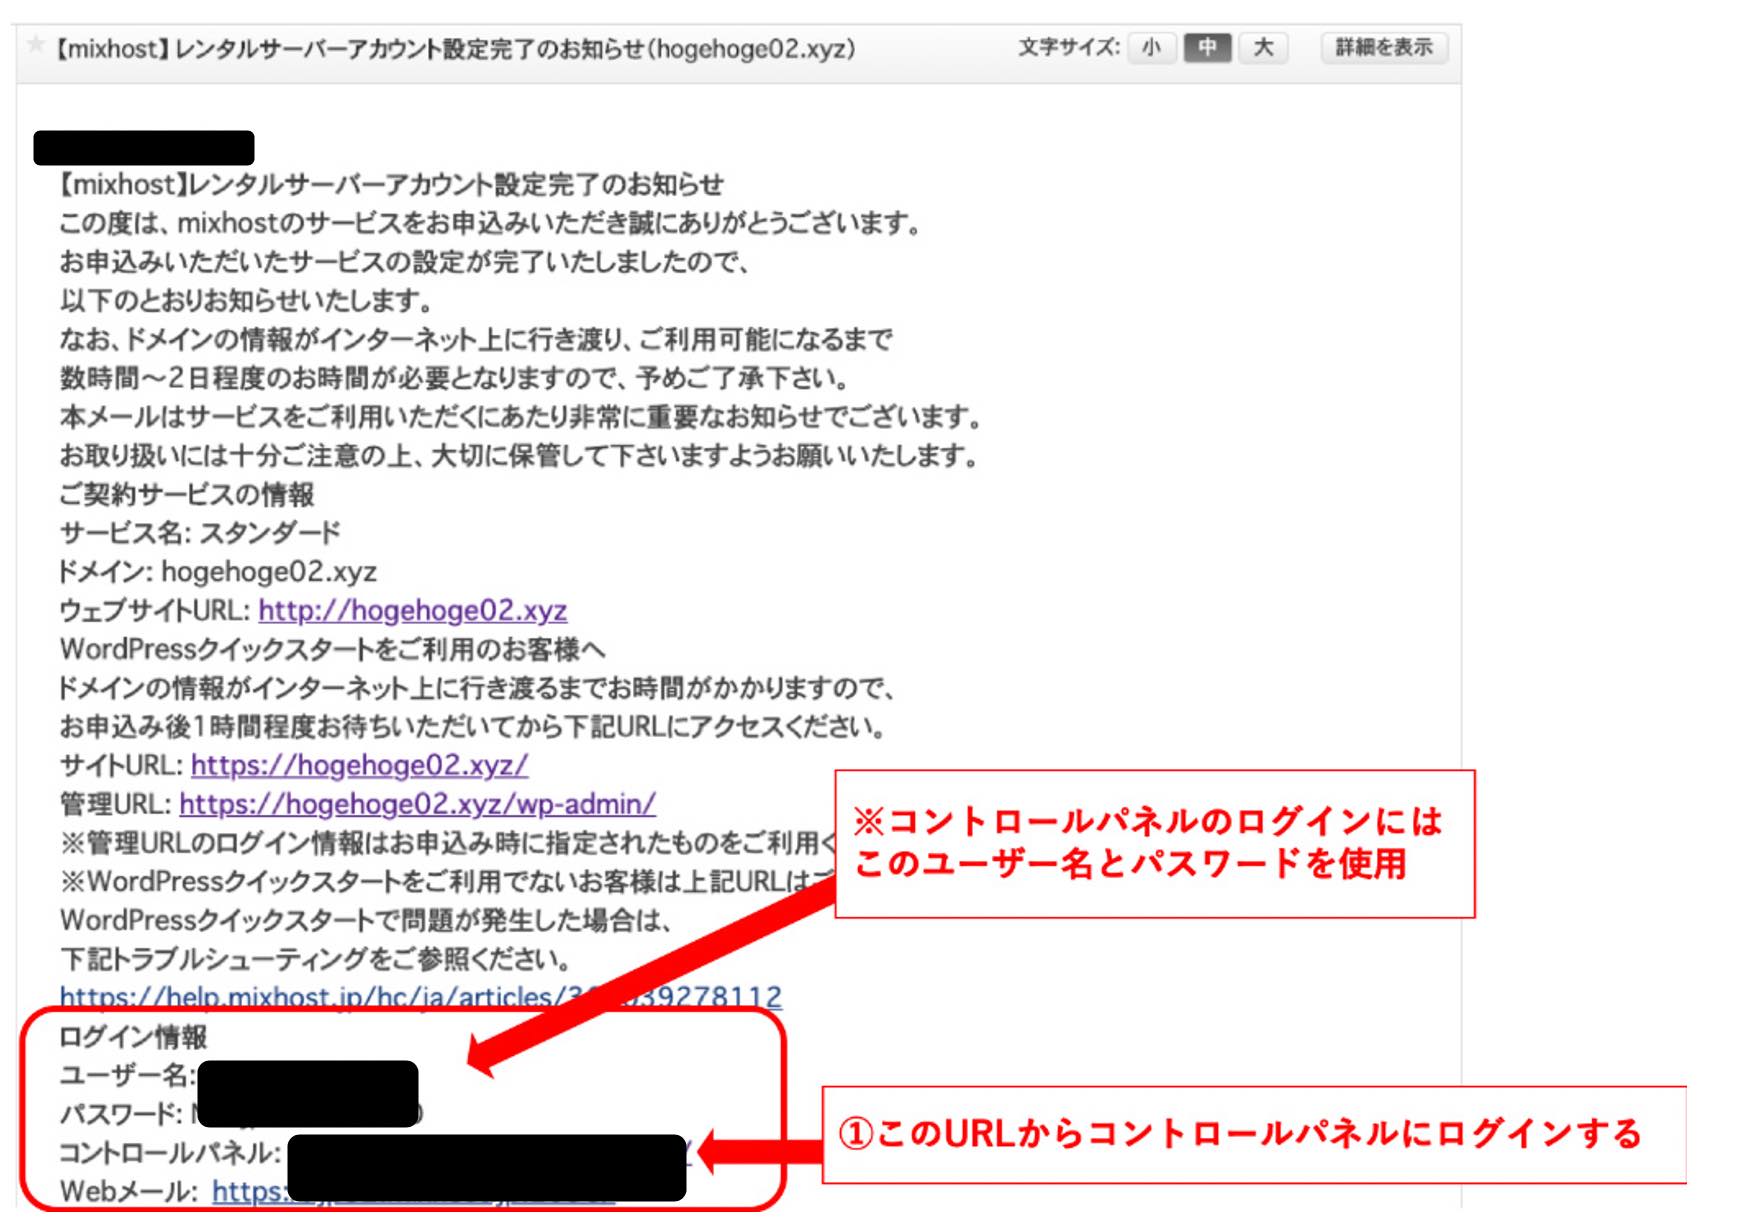 【mixhost】レンタルサーバーアカウント設定完了のお知らせ(hogehoge02.xyz)
文字サイズ: 小 中 大 詳細を表示
【mixhost】レンタルサーバーアカウント設定完了のお知らせ
この度は、mixhostのサービスをお申込みいただき誠にありがとうございます。
お申込みいただいたサービスの設定が完了いたしましたので、
以下のとおりお知らせいたします。
なお、ドメインの情報がインターネット上に行き渡り、ご利用可能になるまで
数時間～2日程度のお時間が必要となりますので、予めご了承下さい。
本メールはサービスをご利用いただくにあたり非常に重要なお知らせでございます。
お取り扱いには十分ご注意の上、大切に保管して下さいますようお願いいたします。
ご契約サービスの情報
サービス名: スタンダード
ドメイン: hogehoge02.xyz
ウェブサイトURL: http://hogehoge02.xyz
WordPressクイックスタートをご利用のお客様へ
ドメインの情報がインターネット上に行き渡るまでお時間がかかりますので、
お申込み後1時間程度お待ちいただいてから下記URLにアクセスください。
サイトURL: https://hogehoge02.xyz/
管理URL: https://hogehoge02.xyz/wp-admin/
※管理URLのログイン情報はお申込み時に指定されたものをご利用く
※WordPressクイックスタートをご利用でないお客様は上記URLはご
WordPressクイックスタートで問題が発生した場合は、
下記トラブルシューティングをご参照ください。
https://help.mixhost.jp/hc/ja/articles/3 039278112
※コントロールパネルのログインには
このユーザー名とパスワードを使用
ログイン情報
ユーザー名:
パスワード:
コントロールパネル:
①このURLからコントロールパネルにログインする
Webメール: https: